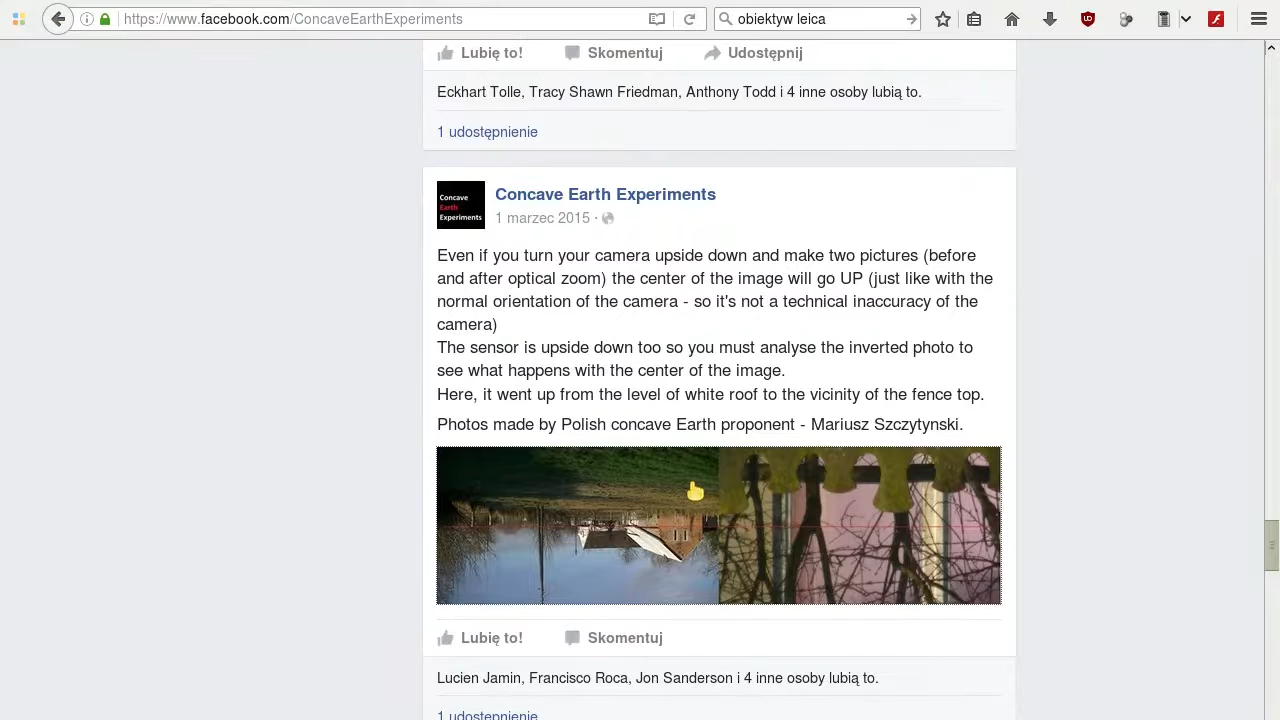 https://www.facebook.com/ConcaveEarthExperiments
obiektyw leica
Lubię to! Skomentuj Udostępnij
Eckhart Tolle, Tracy Shawn Friedman, Anthony Todd i 4 inne osoby lubią to.
1 udostępnienie
Concave
Earth
Experiments
Concave Earth Experiments
1 marzec 2015 ·
Even if you turn your camera upside down and make two pictures (before
and after optical zoom) the center of the image will go UP (just like with the
normal orientation of the camera - so it's not a technical inaccuracy of the
camera)
The sensor is upside down too so you must analyse the inverted photo to
see what happens with the center of the image.
Here, it went up from the level of white roof to the vicinity of the fence top.
Photos made by Polish concave Earth proponent - Mariusz Szczytynski.
Lubię to! Skomentuj
Lucien Jamin, Francisco Roca, Jon Sanderson i 4 inne osoby lubią to.
1 udostępnienie